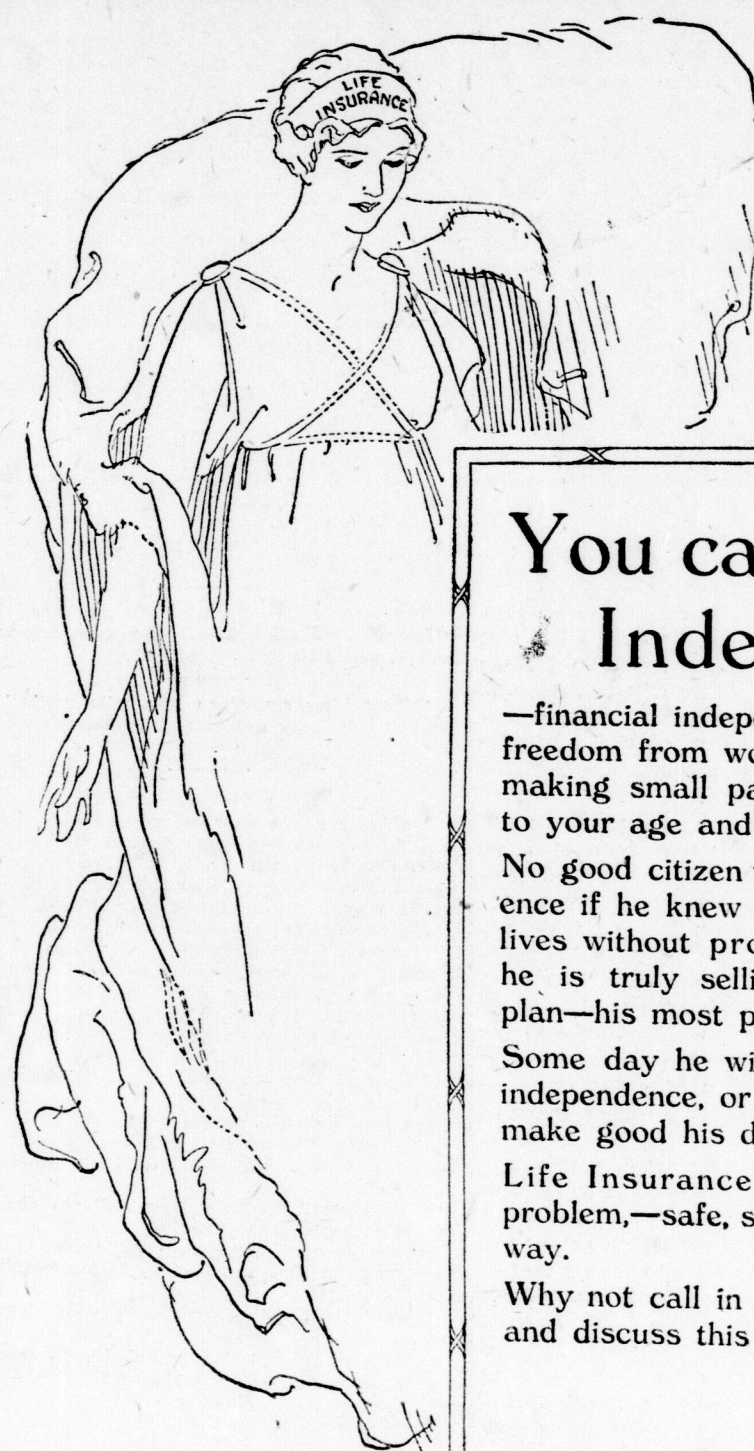 LIFE
INSURANCE
You ca
Inde
—financial indep
freedom from wo
making small pa
to your age and
No good citizen
ence if he knew
lives without pro
he is truly selli
plan—his most p
Some day he wi
independence, or
make good his d
Life Insurance
problem,—safe, s
way.
Why not call in
and discuss this